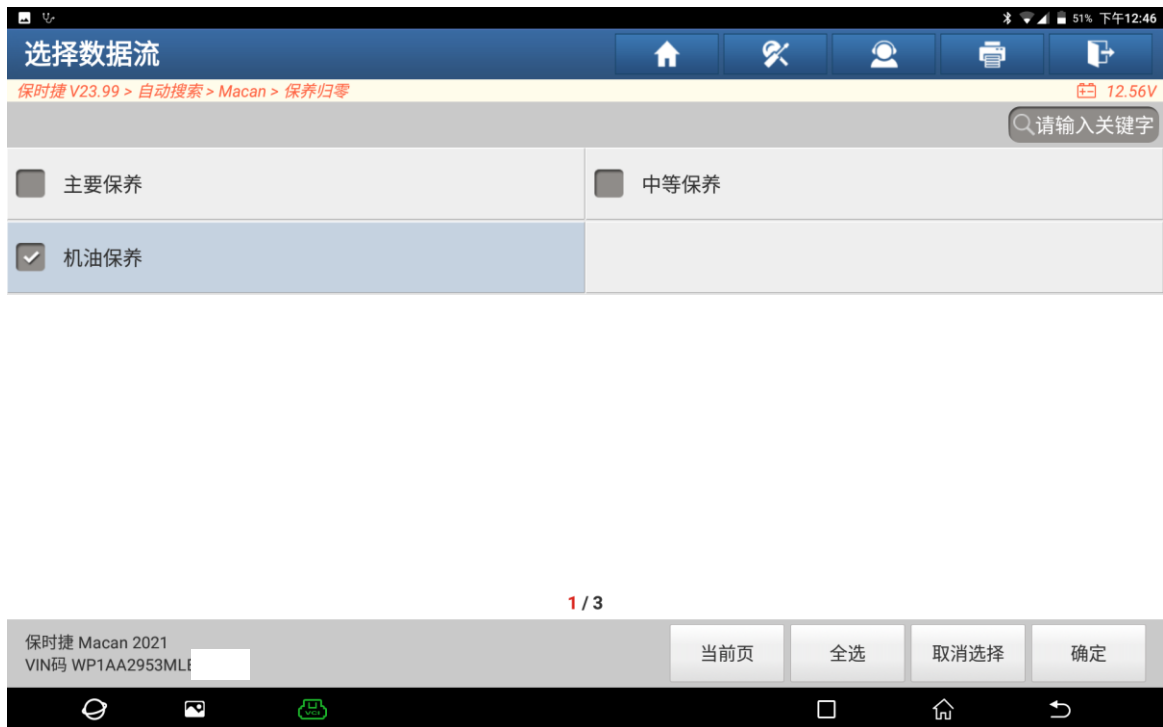 51% 下午12:46
选择数据流
保时捷 V23.99 > 自动搜索 > Macan > 保养归零 12.56V
请输入关键字
主要保养 中等保养
机油保养
1 / 3
保时捷 Macan 2021
VIN码 WP1AA2953ML
当前页 全选 取消选择 确定
VCI